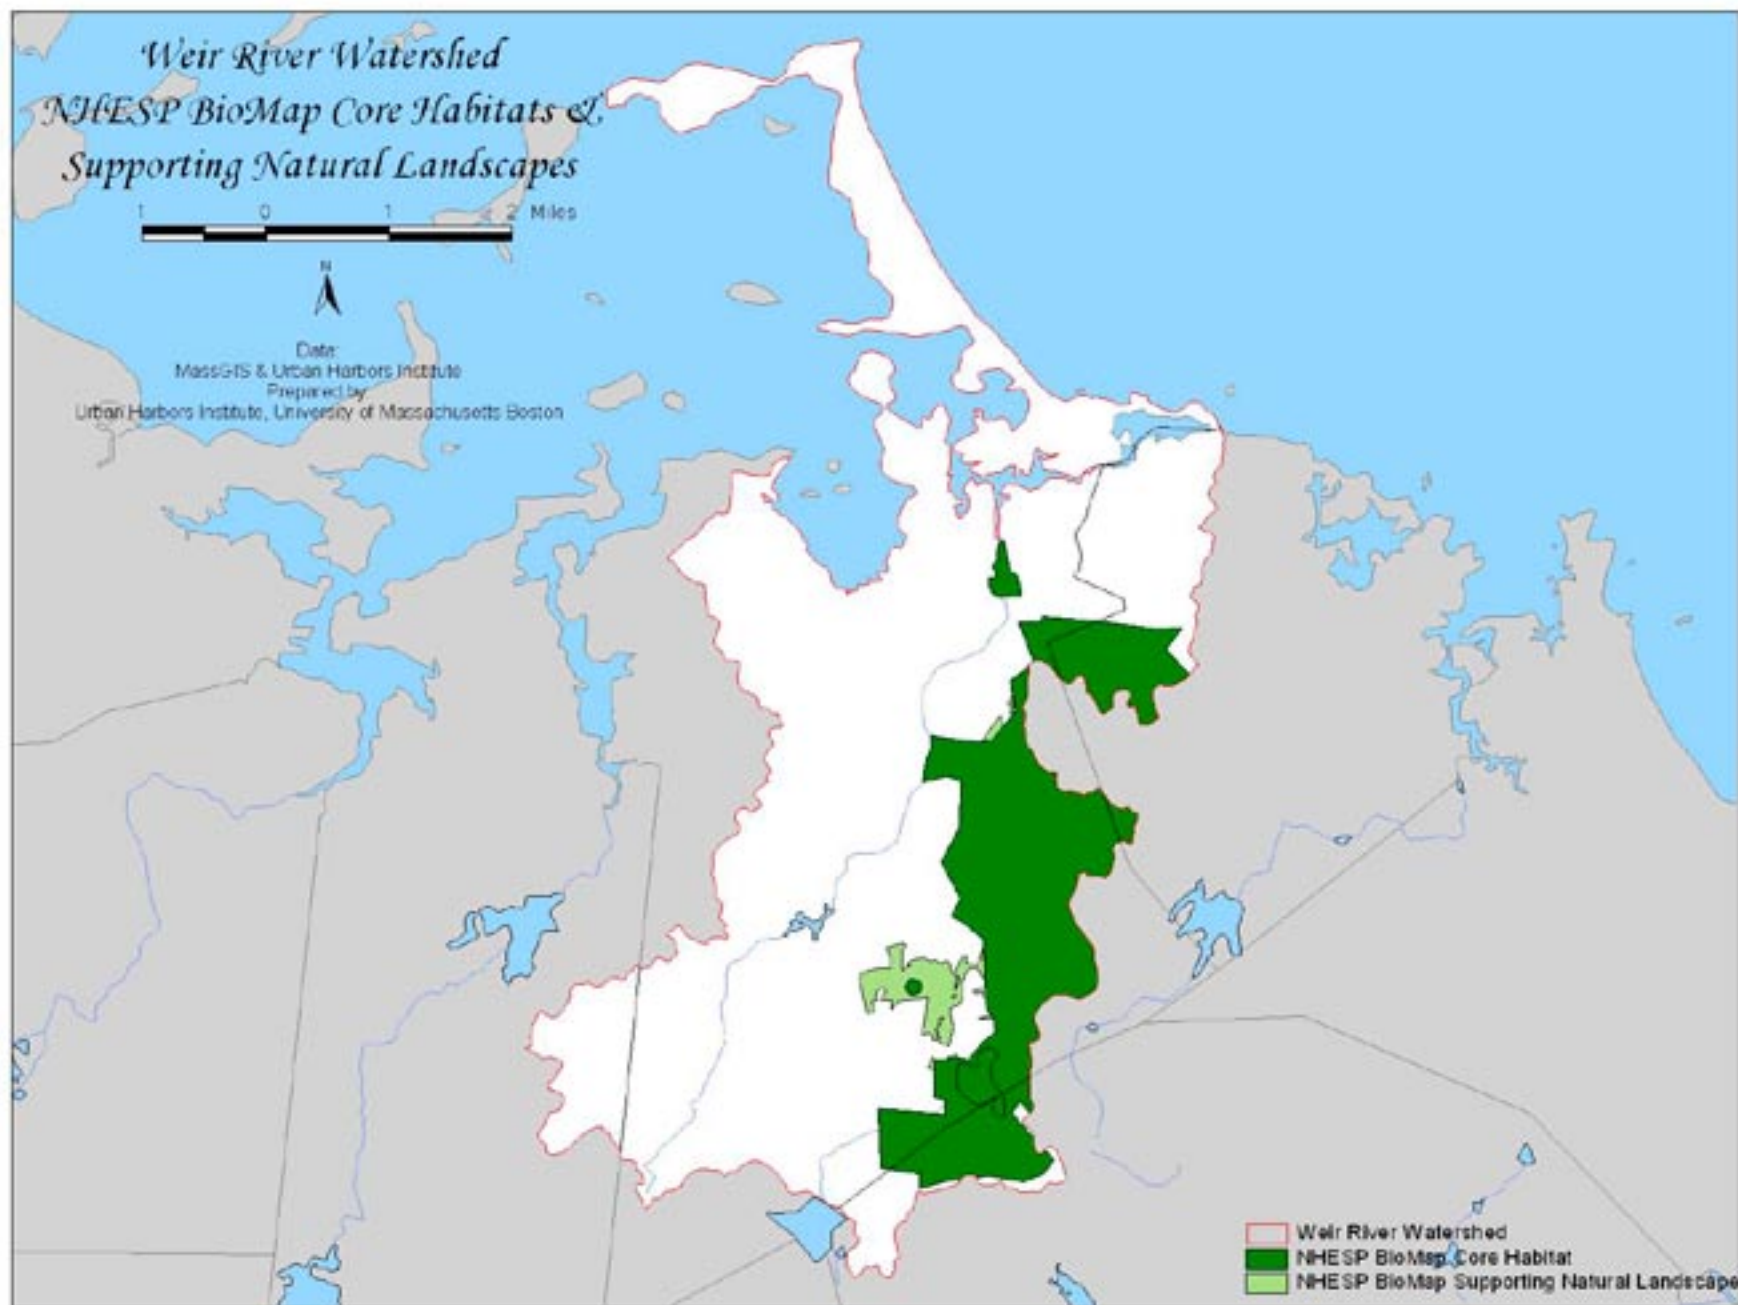 Weir River Watershed
NHESP BioMap Core Habitats &
Supporting Natural Landscapes
1 0 1 2 Miles
N
Data:
MassGIS & Urban Harbors Institute
Prepared by:
Urban Harbors Institute, University of Massachusetts Boston
Weir River Watershed
NHESP BioMap Core Habitat
NHESP BioMap Supporting Natural Landscape